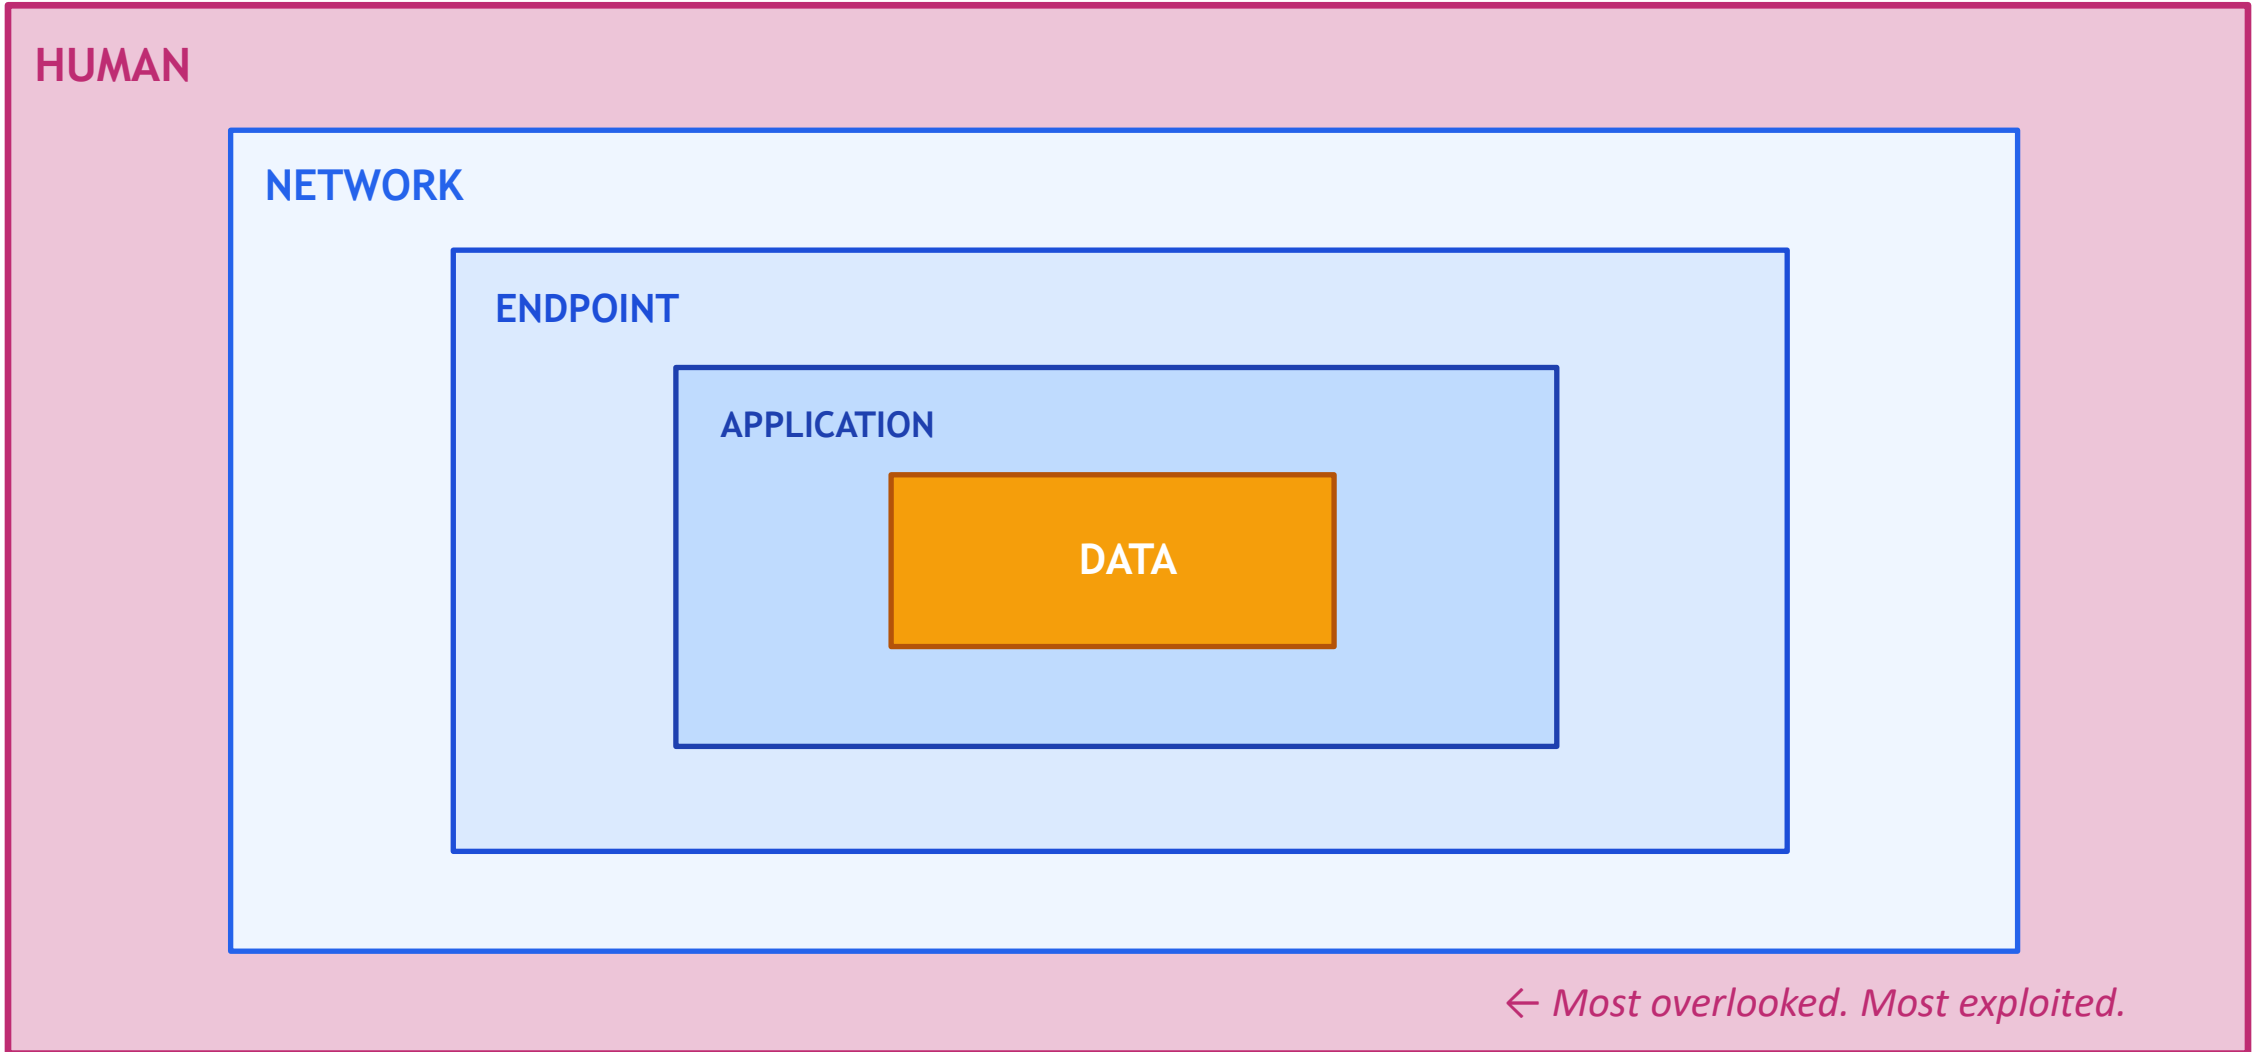 HUMAN
NETWORK
ENDPOINT
APPLICATION
DATA
← Most overlooked. Most exploited.